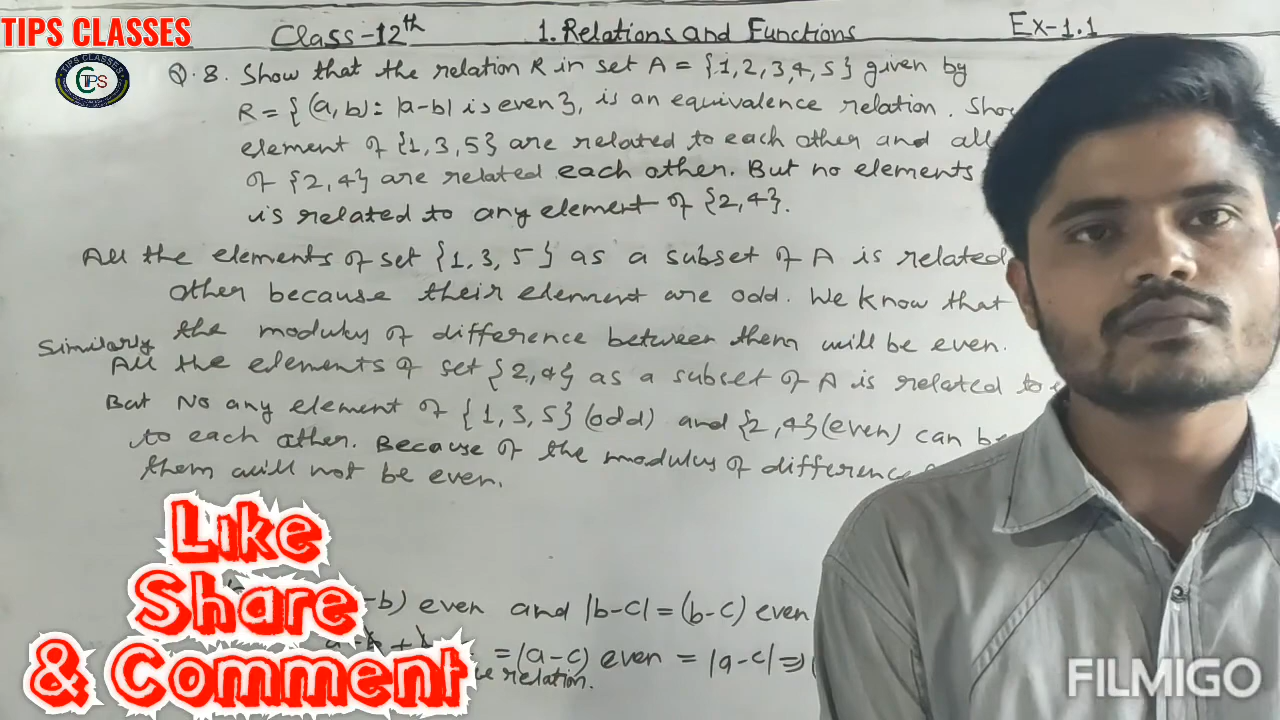 TIPS CLASSES
Class-12th 1. Relations and Functions Ex-1.1
TIPS CLASSES
TPS
Q.8. Show that the relation R in set A = {1,2,3,4,5} given by
R = {(a,b): |a-b| is even}, is an equivalence relation. Sho
element of {1,3,5} are related to each other and all
of {2,4} are related each other. But no elements
is related to any element of {2,4}.
All the elements of set {1,3,5} as a subset of A is related
other because their element are odd. We know that
the modulus of difference between them will be even.
Similarly
All the elements of set {2,4} as a subset of A is related to
But No any element of {1,3,5} (odd) and {2,4}(even) can be
to each other. Because of the modulus of difference
them will not be even.
Like
Share
& Comment
-b) even and |b-c| = (b-c) even
= (a-c) even = |a-c| ⇒
relation.
FILMIGO